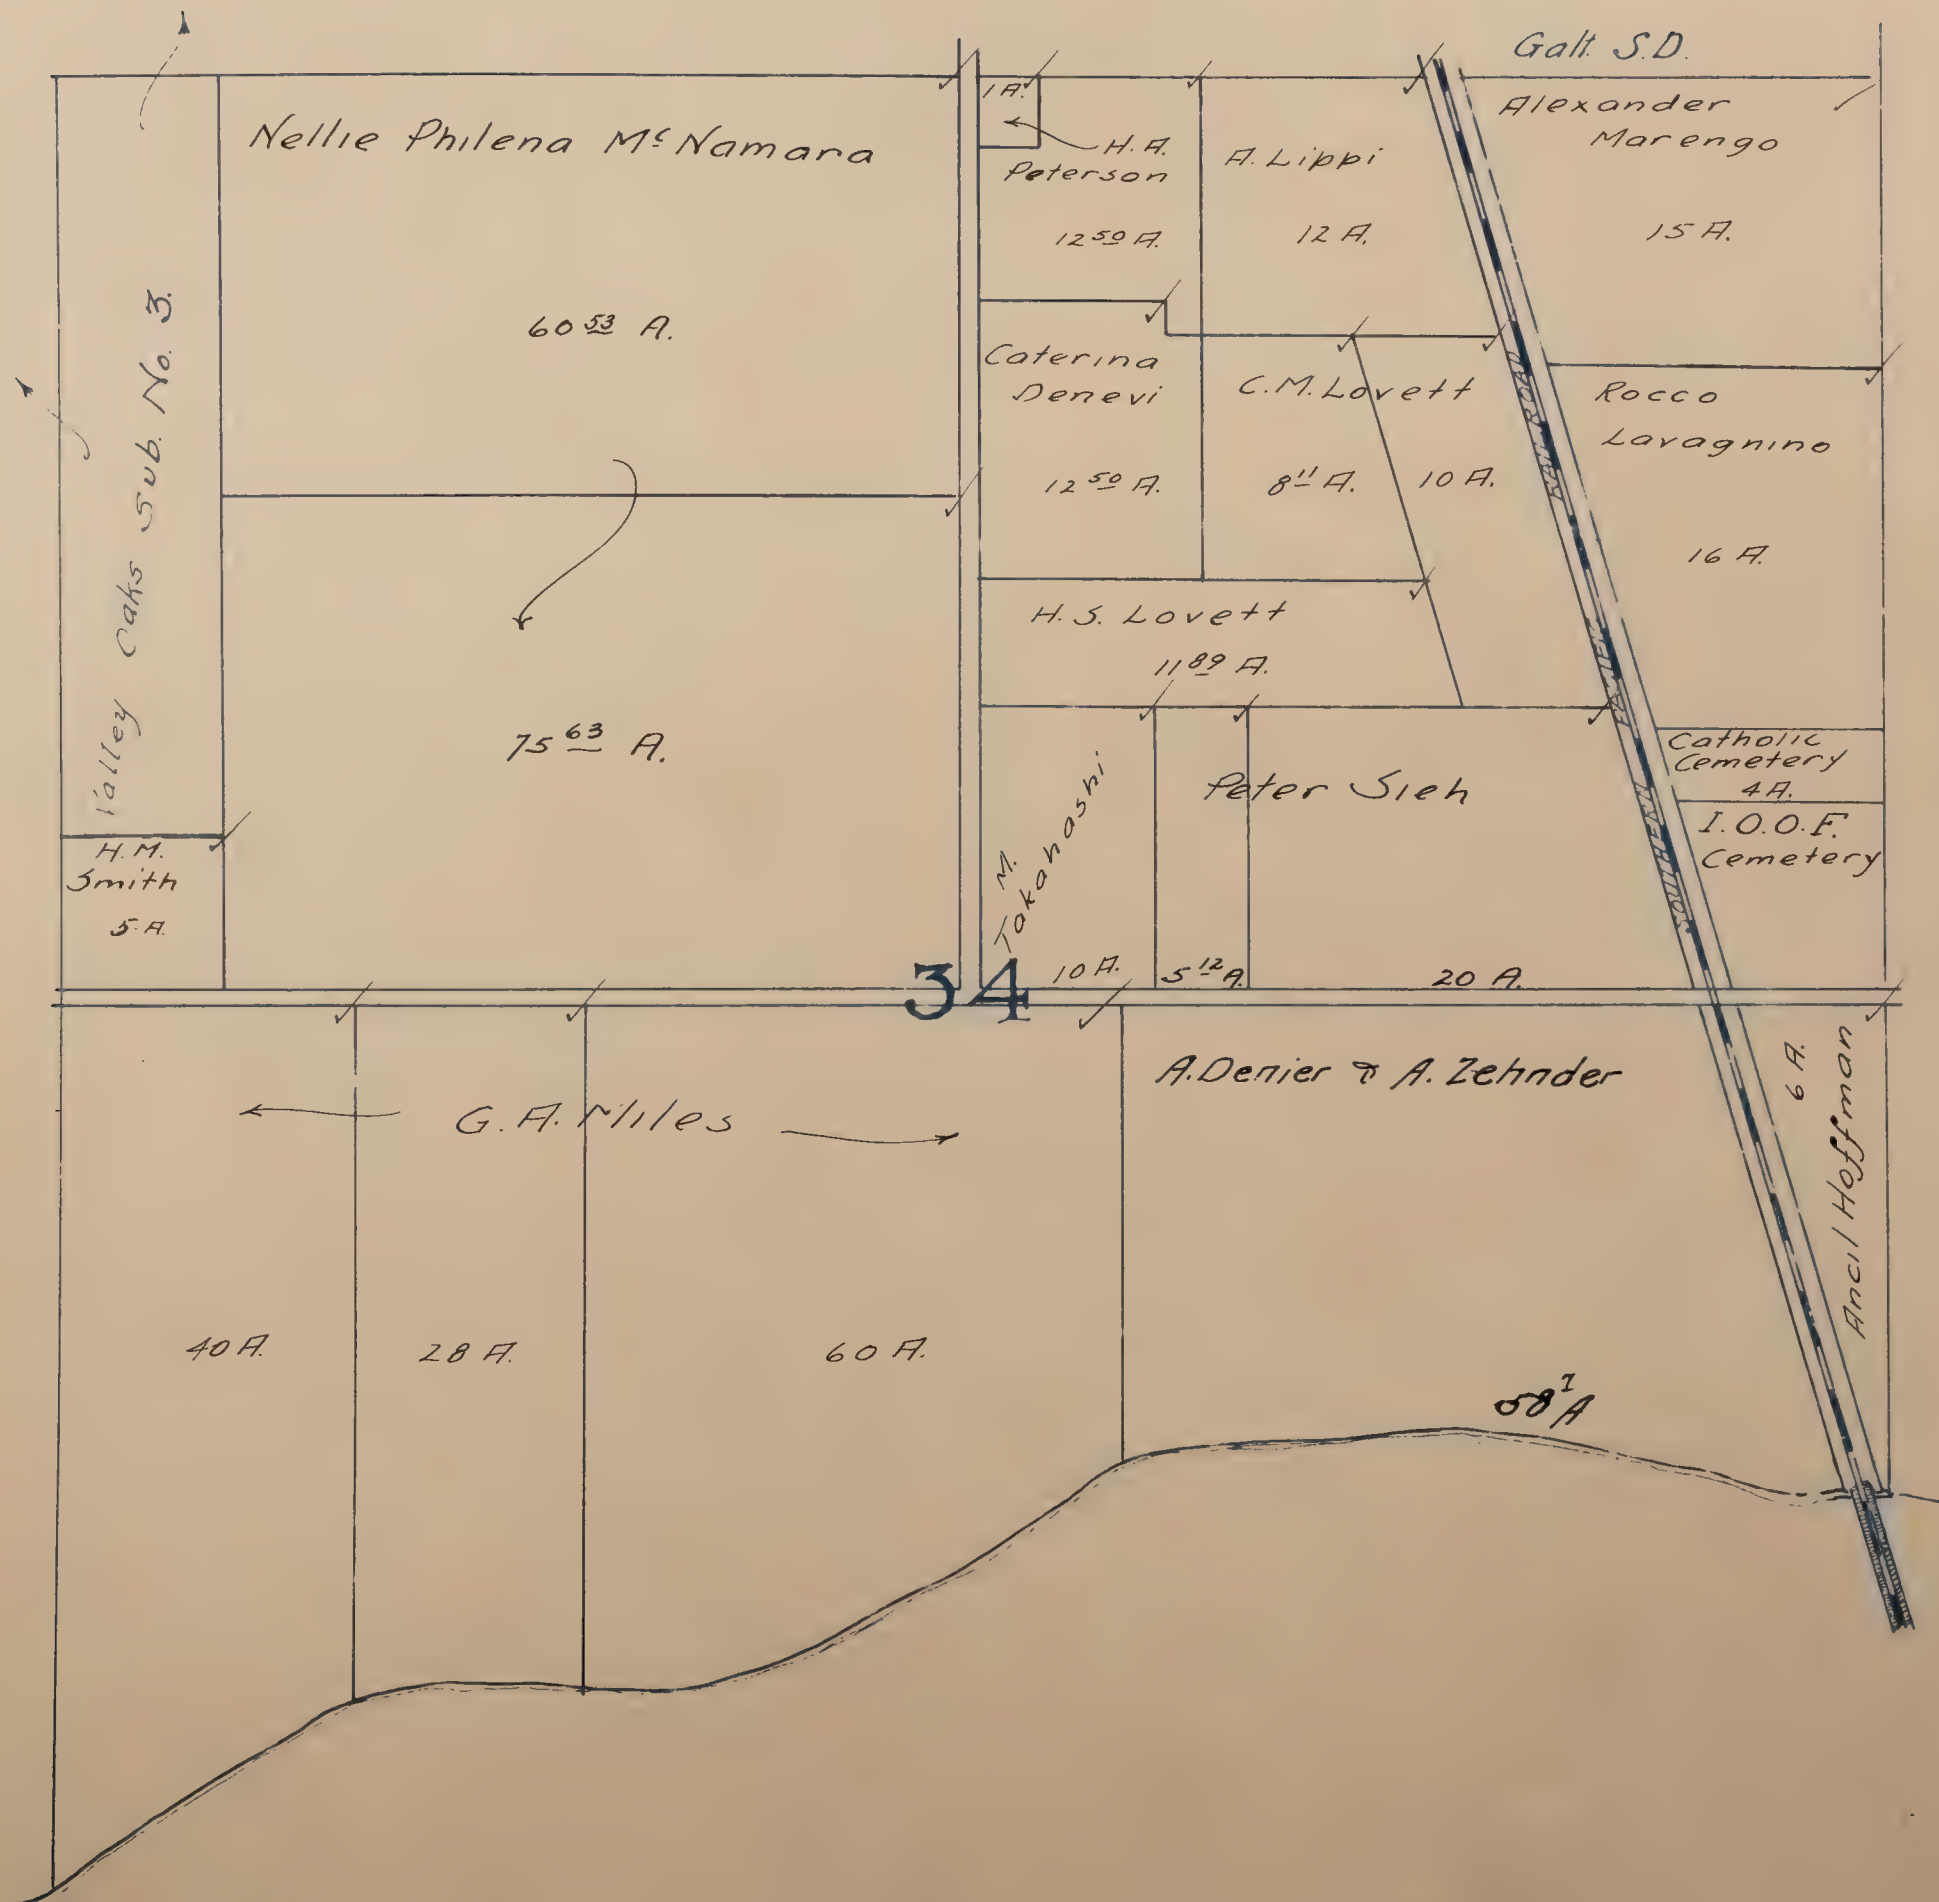 Galt. S.D.
Nellie Philena Mc Namara
60 53 A.
75 63 A.
Valley Oaks Sub. No. 3.
H. M.
Smith
5 A.
1 A.
H. A.
Peterson
12 50 A.
A. Lippi
12 A.
Alexander
Marengo
15 A.
Caterina
Denevi
12 50 A.
C. M. Lovett
8 11 A.
10 A.
Rocco
Lavagnino
16 A.
H. S. Lovett
11 89 A.
M.
Takahashi
10 A.
5 12 A.
Peter Sieh
20 A.
Catholic
Cemetery
4 A.
I. O. O. F.
Cemetery
SOUTHERN PACIFIC RAILROAD
34
G. A. Miles
40 A.
28 A.
60 A.
A. Denier & A. Zehnder
6 A.
Ancil Hoffman